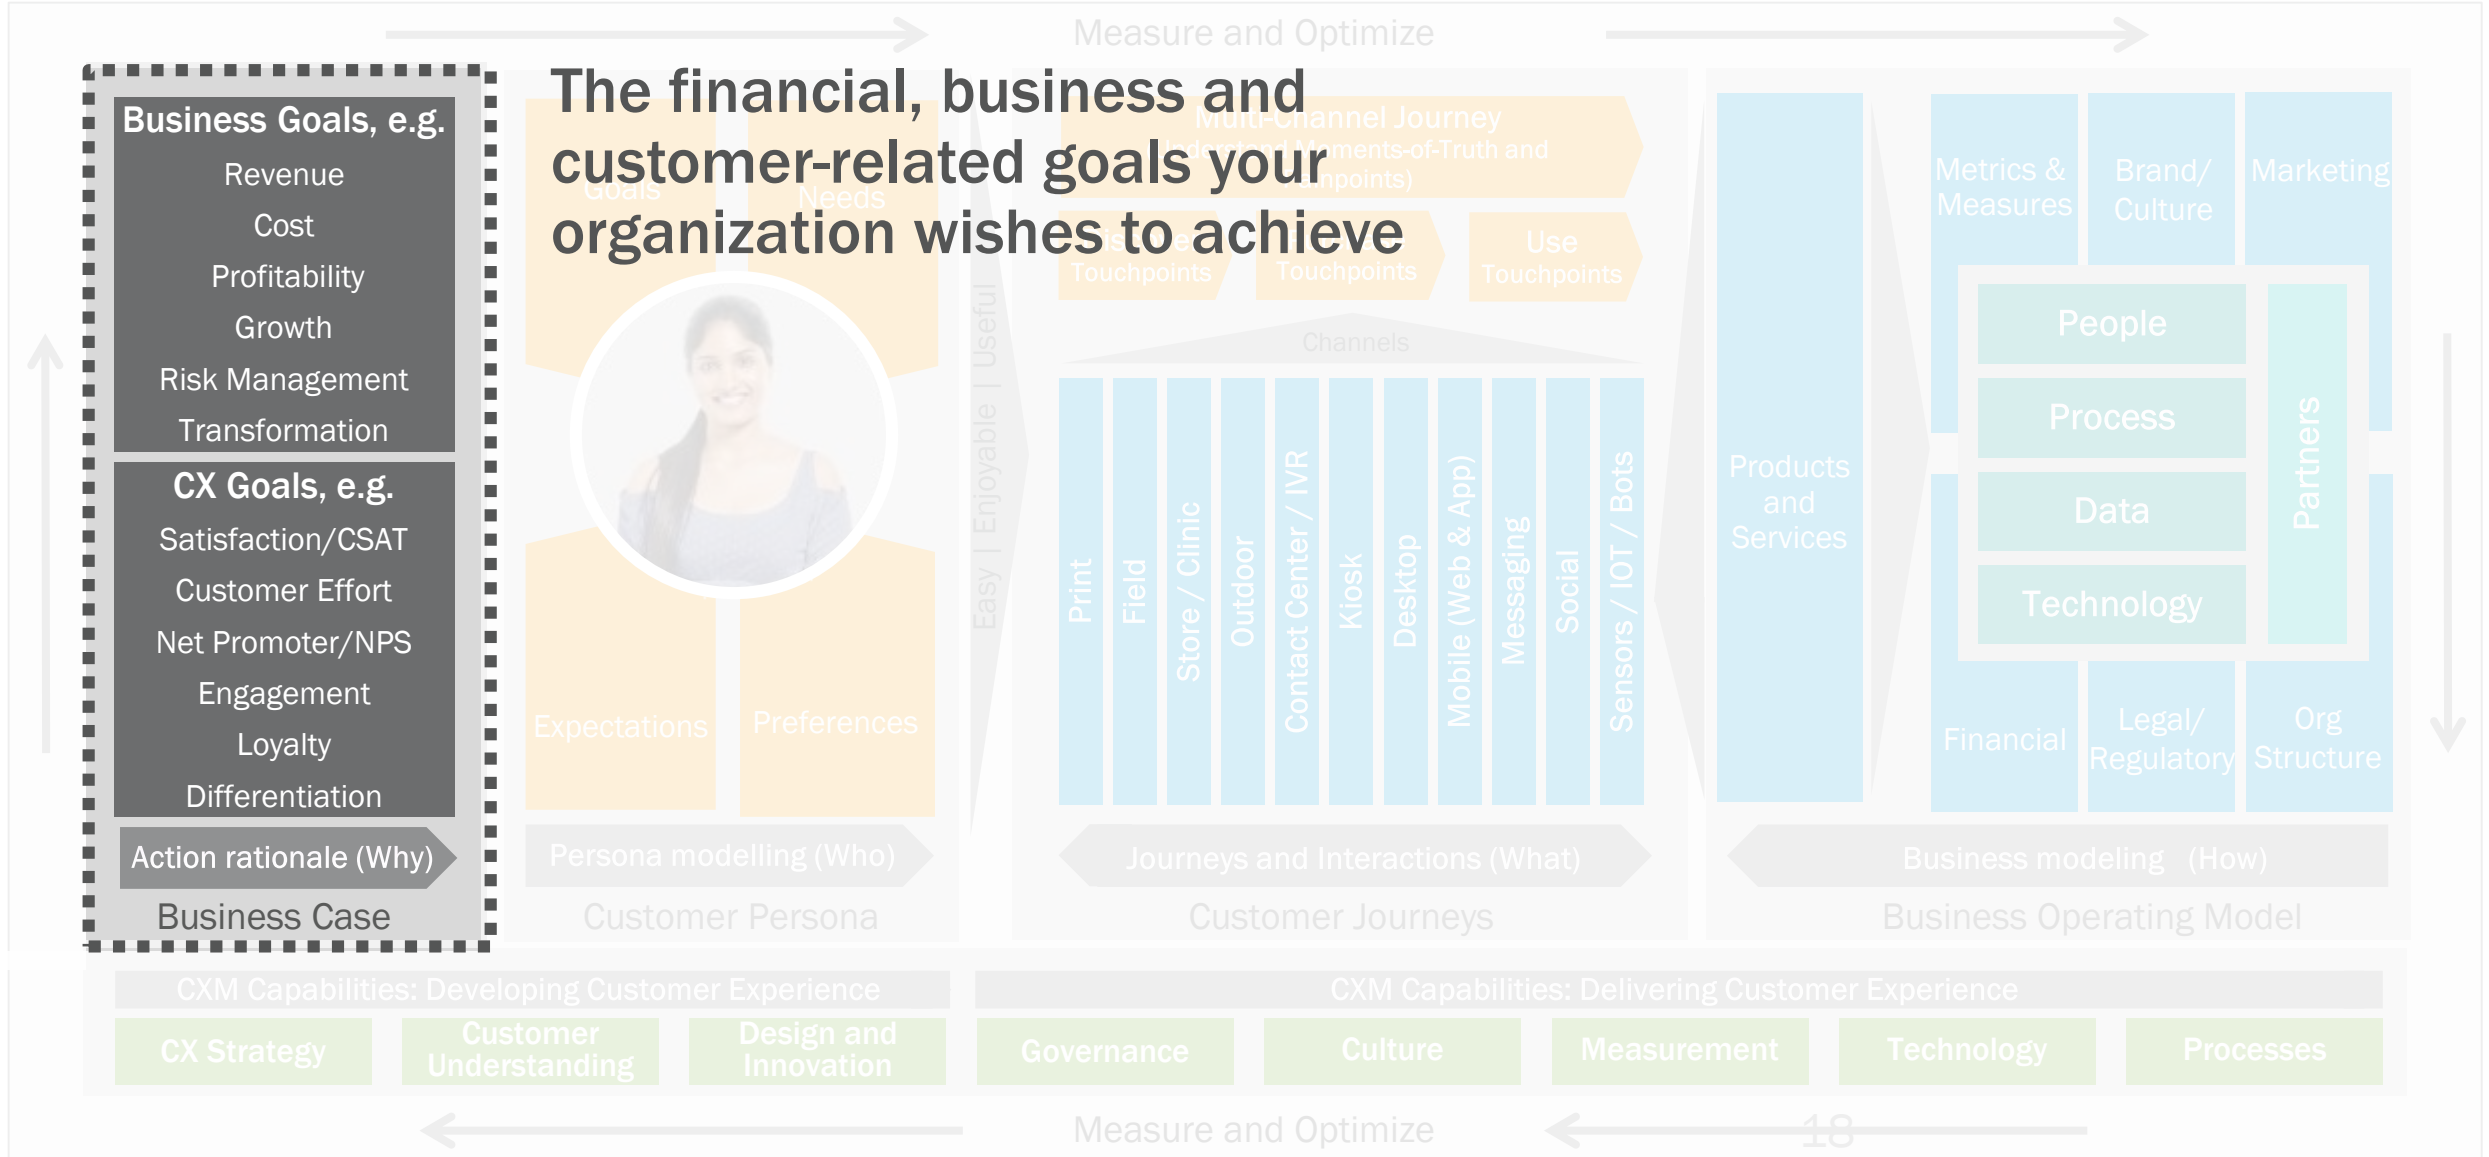 Measure and Optimize
The financial, business and
customer-related goals your
organization wishes to achieve
Business Goals, e.g.
Revenue
Cost
Profitability
Growth
Risk Management
Transformation
CX Goals, e.g.
Satisfaction/CSAT
Customer Effort
Net Promoter/NPS
Engagement
Loyalty
Differentiation
Action rationale (Why)
Business Case
Goals
Needs
Expectations
Preferences
Persona modelling (Who)
Customer Persona
Easy | Enjoyable | Useful
Multi-Channel Journey
Moments-of-Truth and
Touchpoints
Touchpoints
Use
Touchpoints
Channels
Print
Field
Store / Clinic
Outdoor
Contact Center / IVR
Kiosk
Desktop
Mobile (Web & App)
Messaging
Social
Sensors / IOT / Bots
Journeys and Interactions (What)
Customer Journeys
Products
and
Services
Metrics &
Measures
Brand/
Culture
Marketing
People
Process
Data
Technology
Partners
Financial
Legal/
Regulatory
Org
Structure
Business modeling (How)
Business Operating Model
CXM Capabilities: Developing Customer Experience
CXM Capabilities: Delivering Customer Experience
CX Strategy
Customer
Understanding
Design and
Innovation
Governance
Culture
Measurement
Technology
Processes
Measure and Optimize
18